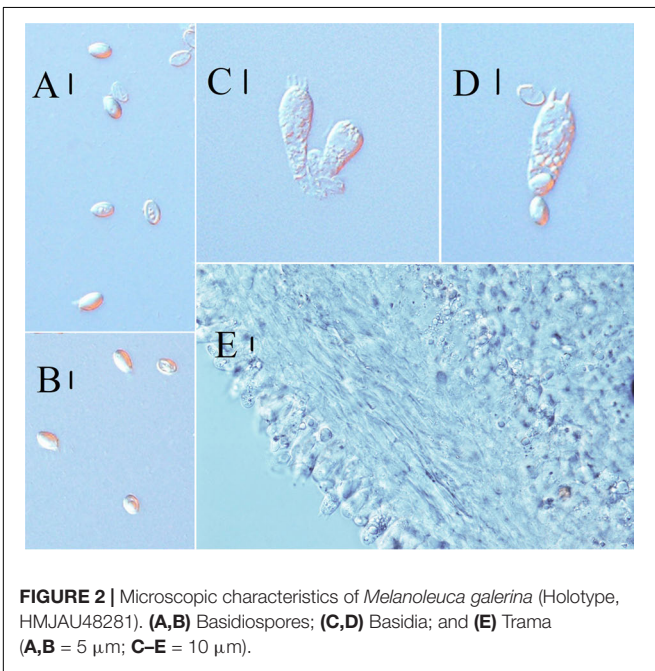 A
B
C
D
E
FIGURE 2 | Microscopic characteristics of Melanoleuca galerina (Holotype,
HMJAU48281). (A,B) Basidiospores; (C,D) Basidia; and (E) Trama
(A,B = 5 μm; C–E = 10 μm).